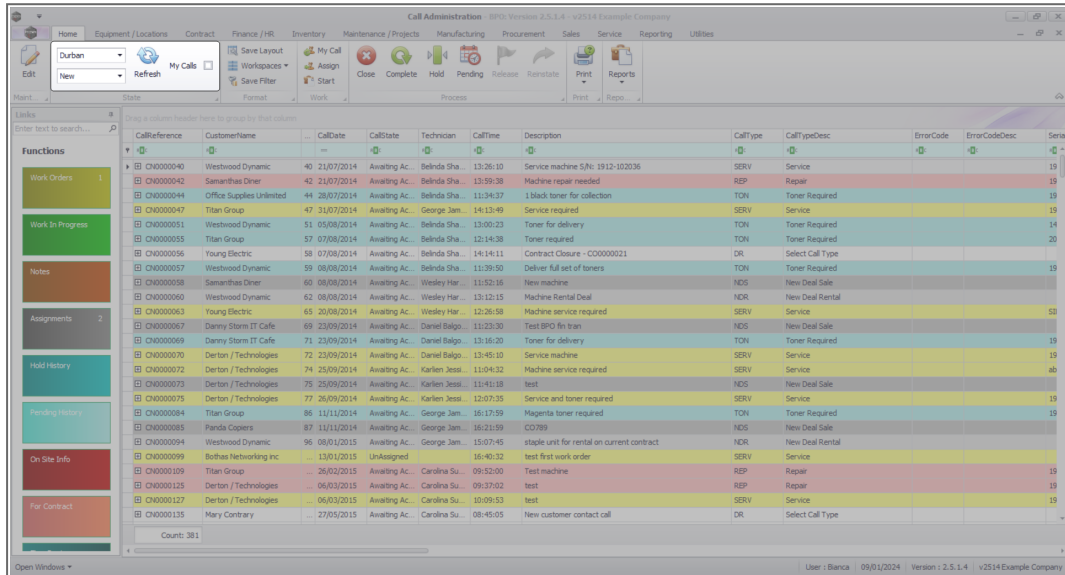 Call Administration - BPO: Version 2.5.1.4 - v2514 Example Company
Home Equipment / Locations Contract Finance / HR Inventory Maintenance / Projects Manufacturing Procurement Sales Service Reporting Utilities
Edit
Durban
New
Refresh
My Calls
Save Layout
Workspaces
Save Filter
My Call
Assign
Start
Close Complete Hold Pending Release Reinstate
Print
Reports
Maint... State Format Work Process Print Repo...
Links
Enter text to search...
Functions
Work Orders 1
Work In Progress
Notes
Assignments 2
Hold History
Pending History
On Site Info
For Contract
Drag a column header here to group by that column
CallReference CustomerName ... CallDate CallState Technician CallTime Description CallType CallTypeDesc ErrorCode ErrorCodeDesc Seria
CN0000040 Westwood Dynamic 40 21/07/2014 Awaiting Ac... Belinda Sha... 13:26:10 Service machine S/N: 1912-102036 SERV Service 19
CN0000042 Samanthas Diner 42 21/07/2014 Awaiting Ac... Belinda Sha... 13:59:38 Machine repair needed REP Repair 19
CN0000044 Office Supplies Unlimited 44 28/07/2014 Awaiting Ac... Belinda Sha... 11:34:37 1 black toner for collection TON Toner Required 19
CN0000047 Titan Group 47 31/07/2014 Awaiting Ac... George Jam... 14:13:49 Service required SERV Service 19
CN0000051 Westwood Dynamic 51 05/08/2014 Awaiting Ac... Belinda Sha... 13:00:23 Toner for delivery TON Toner Required 14
CN0000055 Titan Group 57 07/08/2014 Awaiting Ac... Belinda Sha... 12:14:38 Toner required TON Toner Required 20
CN0000056 Young Electric 58 07/08/2014 Awaiting Ac... Belinda Sha... 14:14:11 Contract Closure - CO0000021 DR Select Call Type
CN0000057 Westwood Dynamic 59 08/08/2014 Awaiting Ac... Belinda Sha... 11:39:50 Deliver full set of toners TON Toner Required 19
CN0000058 Samanthas Diner 60 08/08/2014 Awaiting Ac... Wesley Har... 11:52:16 New machine NDS New Deal Sale
CN0000060 Westwood Dynamic 62 08/08/2014 Awaiting Ac... Wesley Har... 13:12:15 Machine Rental Deal NDR New Deal Rental
CN0000063 Young Electric 65 20/08/2014 Awaiting Ac... Wesley Har... 12:26:58 Machine service required SERV Service
CN0000067 Danny Storm IT Cafe 69 23/09/2014 Awaiting Ac... Daniel Balgo... 11:23:30 Test BPO fin tran NDS New Deal Sale
CN0000069 Danny Storm IT Cafe 71 23/09/2014 Awaiting Ac... Daniel Balgo... 13:16:20 Toner for delivery TON Toner Required 19
CN0000070 Derton / Technologies 72 23/09/2014 Awaiting Ac... Daniel Balgo... 13:45:10 Service machine SERV Service 19
CN0000072 Derton / Technologies 74 25/09/2014 Awaiting Ac... Karlien Jessi... 11:04:32 Machine service required SERV Service ab
CN0000073 Derton / Technologies 75 25/09/2014 Awaiting Ac... Karlien Jessi... 11:41:18 test NDS New Deal Sale
CN0000075 Derton / Technologies 77 26/09/2014 Awaiting Ac... Karlien Jessi... 12:07:35 Service and toner required SERV Service 19
CN0000084 Titan Group 86 11/11/2014 Awaiting Ac... George Jam... 16:17:59 Magenta toner required TON Toner Required 19
CN0000085 Panda Copiers 87 11/11/2014 Awaiting Ac... George Jam... 16:21:59 CO789 NDS New Deal Sale
CN0000094 Westwood Dynamic 96 08/01/2015 Awaiting Ac... George Jam... 15:07:45 staple unit for rental on current contract NDR New Deal Rental
CN0000099 Bothas Networking inc ... 13/01/2015 UnAssigned 16:40:32 test first work order SERV Service
CN0000109 Titan Group ... 26/02/2015 Awaiting Ac... Carolina Su... 09:52:00 Test machine REP Repair 19
CN0000125 Derton / Technologies ... 06/03/2015 Awaiting Ac... Carolina Su... 09:37:02 test REP Repair 19
CN0000127 Derton / Technologies ... 06/03/2015 Awaiting Ac... Carolina Su... 10:09:53 test SERV Service 19
CN0000135 Mary Contrary ... 27/05/2015 Awaiting Ac... Carolina Su... 08:45:05 New customer contact call DR Select Call Type
Count: 381
Open Windows
User : Bianca 09/01/2024 Version : 2.5.1.4 v2514 Example Company